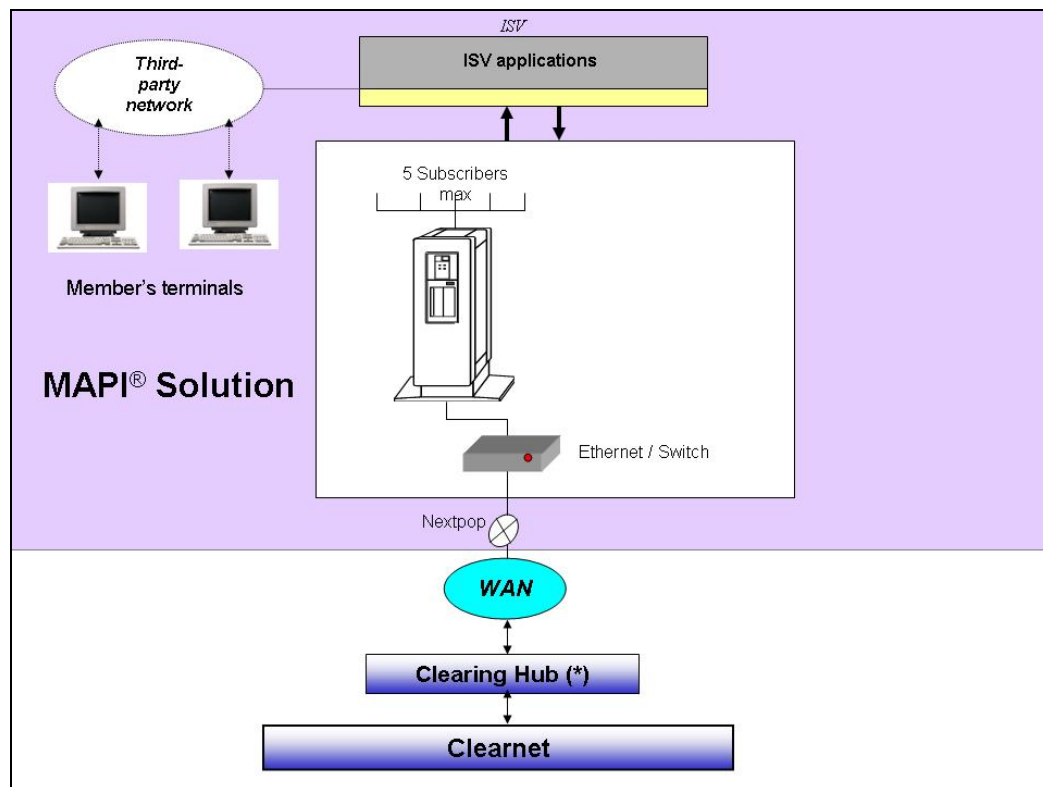 ISV
ISV applications
Third-
party
network
5 Subscribers
max
Member's terminals
MAPI® Solution
Ethernet / Switch
Nextpop
WAN
Clearing Hub (*)
Clearnet